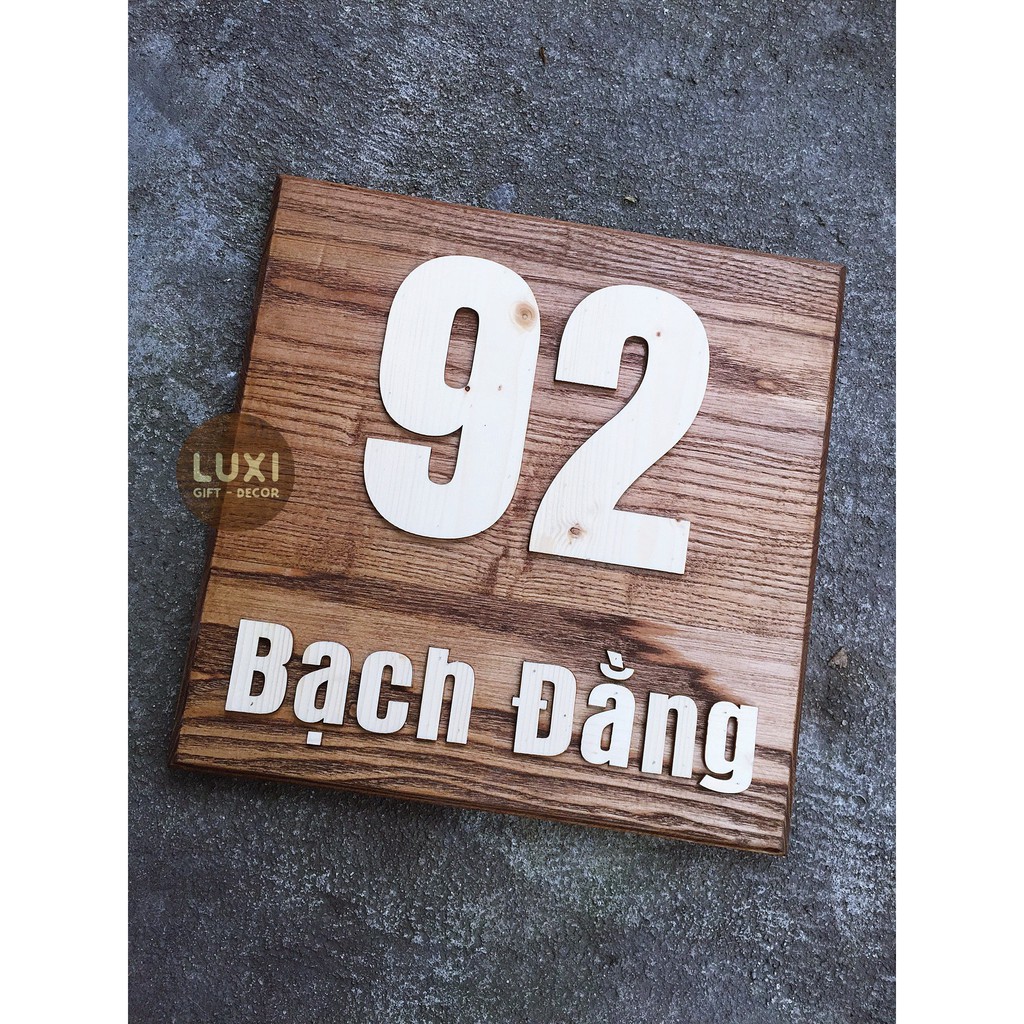 92
LUXI
GIFT - DECOR
Bạch Đằng